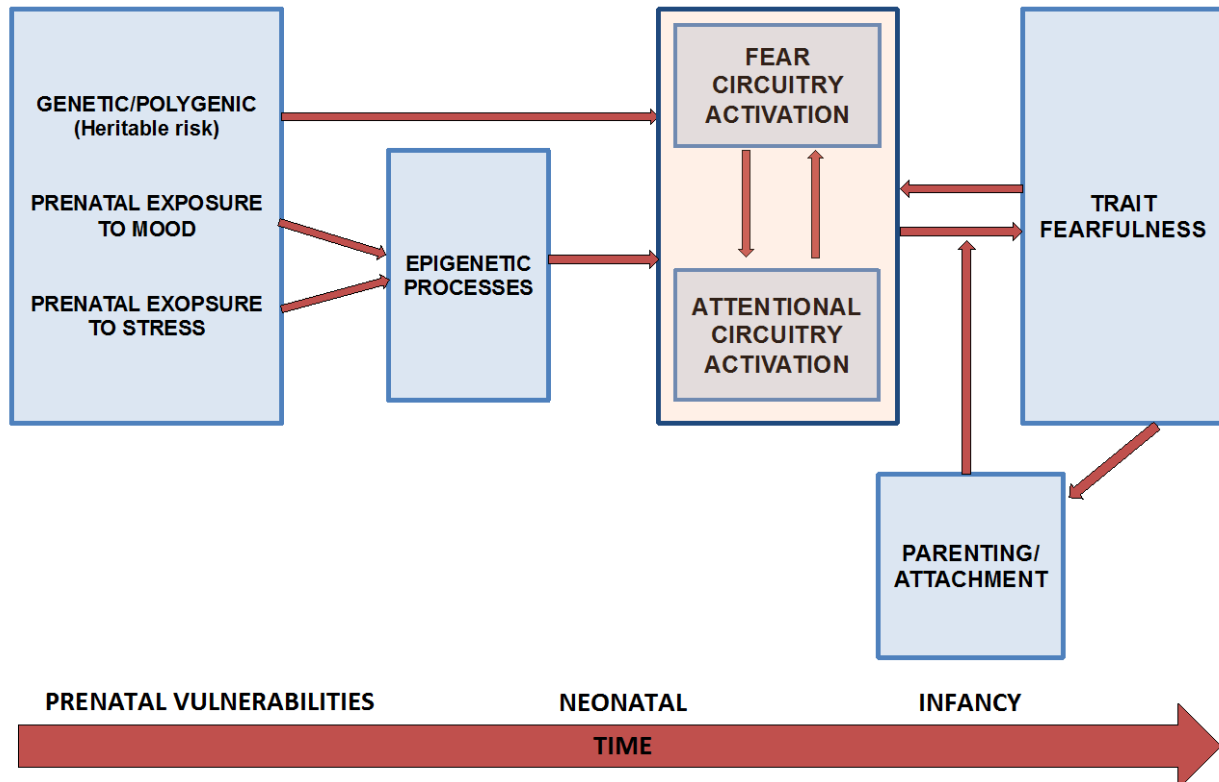 GENETIC/POLYGENIC
(Heritable risk)
PRENATAL EXPOSURE
TO MOOD
PRENATAL EXOPSURE
TO STRESS
EPIGENETIC
PROCESSES
FEAR
CIRCUITRY
ACTIVATION
ATTENTIONAL
CIRCUITRY
ACTIVATION
TRAIT
FEARFULNESS
PARENTING/
ATTACHMENT
PRENATAL VULNERABILITIES
NEONATAL
INFANCY
TIME